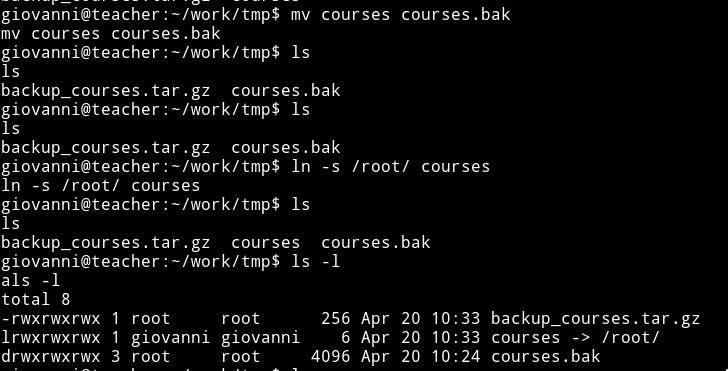 backup_courses.tar.gz  courses
giovanni@teacher:~/work/tmp$ mv courses courses.bak
mv courses courses.bak
giovanni@teacher:~/work/tmp$ ls
ls
backup_courses.tar.gz  courses.bak
giovanni@teacher:~/work/tmp$ ls
ls
backup_courses.tar.gz  courses.bak
giovanni@teacher:~/work/tmp$ ln -s /root/ courses
ln -s /root/ courses
giovanni@teacher:~/work/tmp$ ls
ls
backup_courses.tar.gz  courses  courses.bak
giovanni@teacher:~/work/tmp$ ls -l
als -l
total 8
-rwxrwxrwx 1 root     root      256 Apr 20 10:33 backup_courses.tar.gz
lrwxrwxrwx 1 giovanni giovanni    6 Apr 20 10:33 courses -> /root/
drwxrwxrwx 3 root     root     4096 Apr 20 10:24 courses.bak